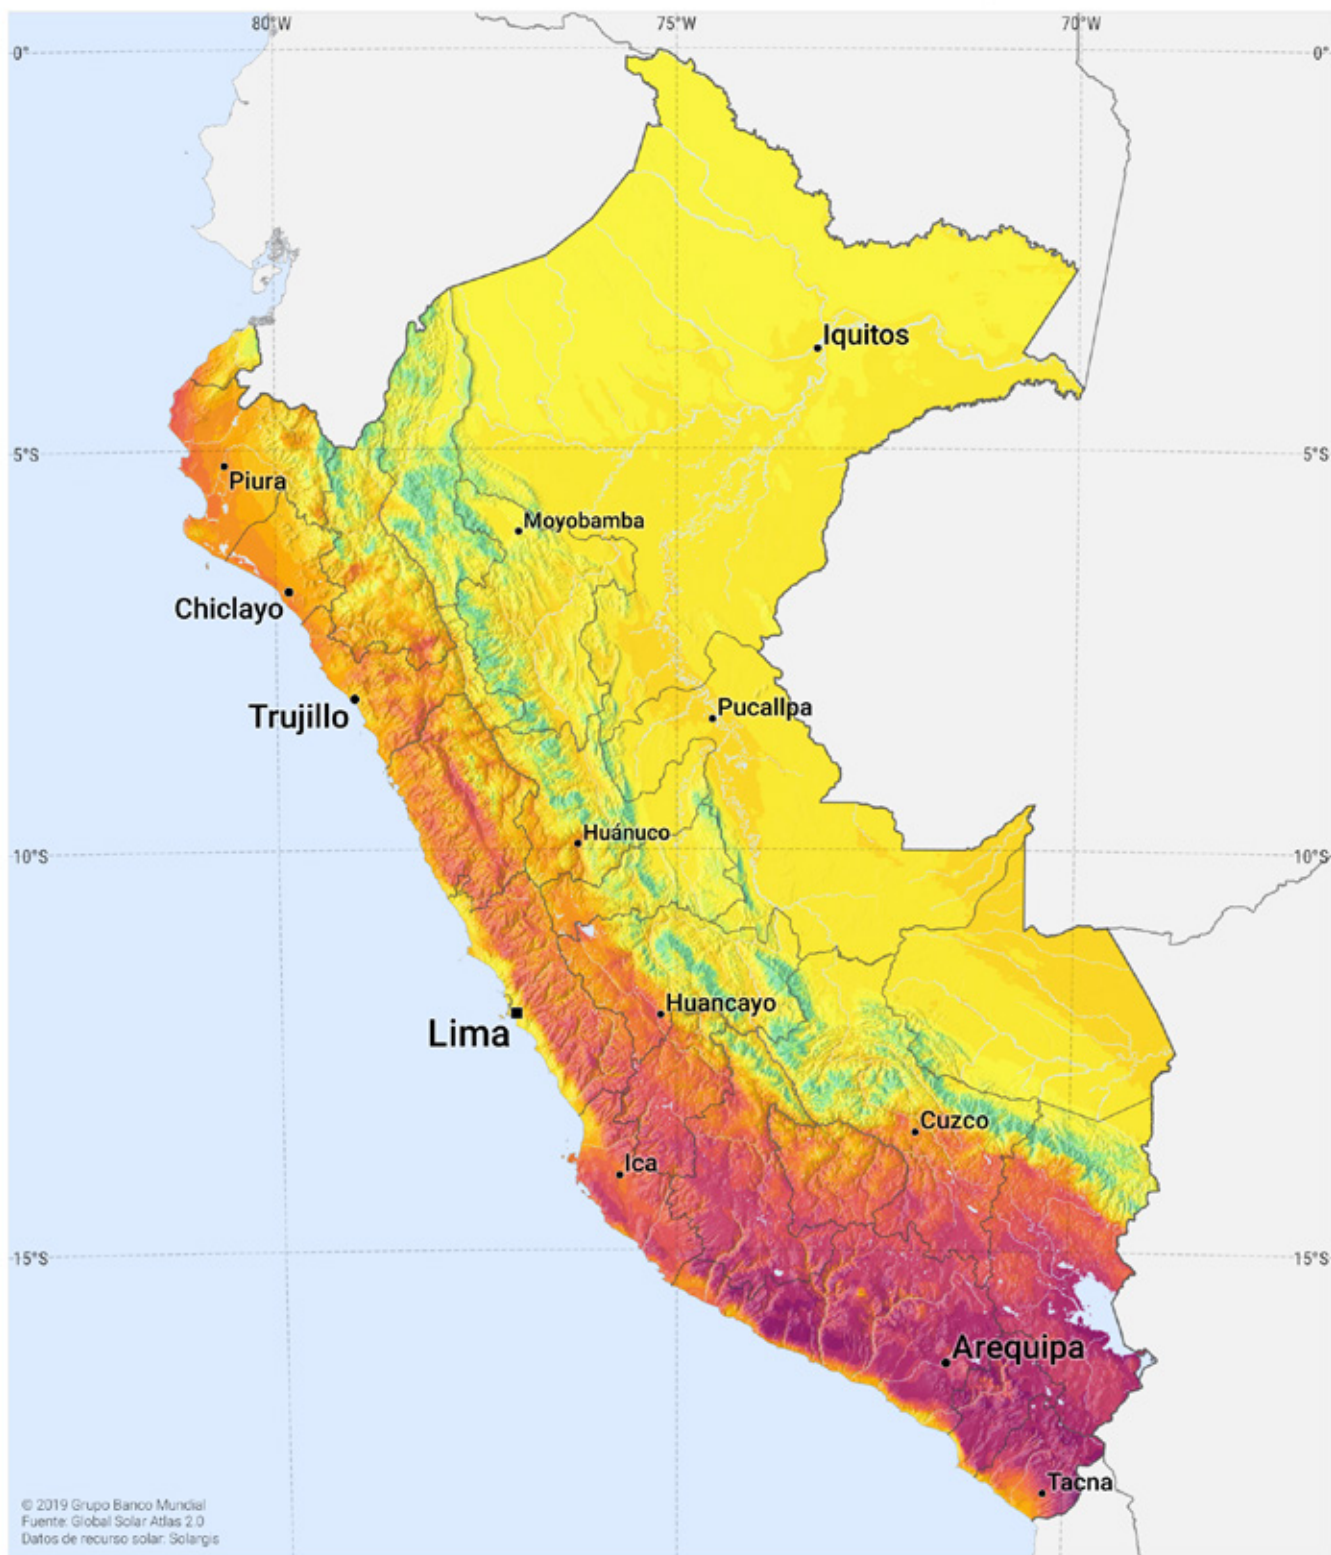 80°W
75°W
70°W
0°
0°
Iquitos
5°S
5°S
Piura
Moyobamba
Chiclayo
Trujillo
Pucallpa
Huánuco
10°S
10°S
Huancayo
Lima
Cuzco
Ica
15°S
15°S
Arequipa
Tacna
© 2019 Grupo Banco Mundial
Fuente: Global Solar Atlas 2.0
Datos de recurso solar: Solargis